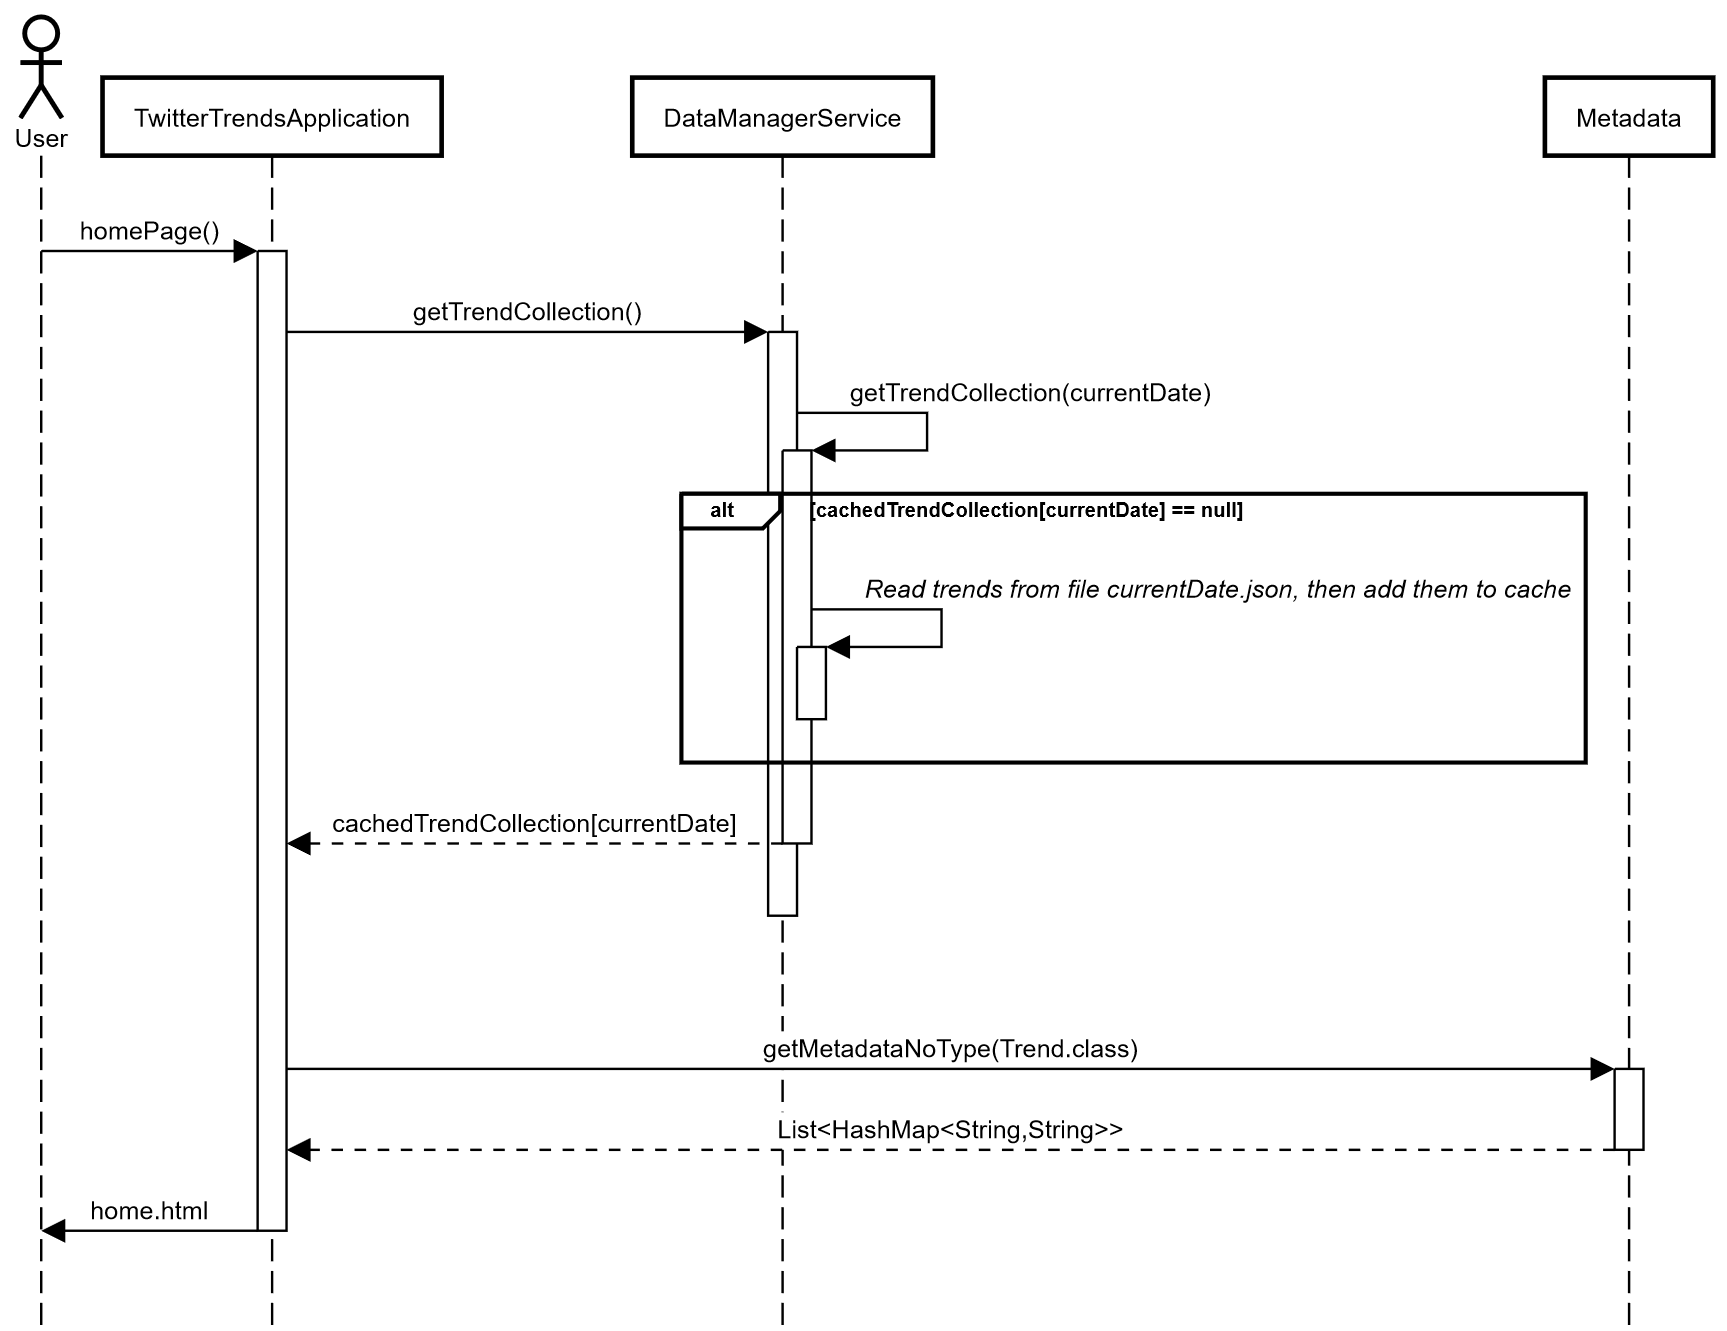 User
TwitterTrendsApplication
DataManagerService
Metadata
homePage()
getTrendCollection()
getTrendCollection(currentDate)
alt
[cachedTrendCollection[currentDate] == null]
Read trends from file currentDate.json, then add them to cache
cachedTrendCollection[currentDate]
getMetadataNoType(Trend.class)
List<HashMap<String,String>>
home.html